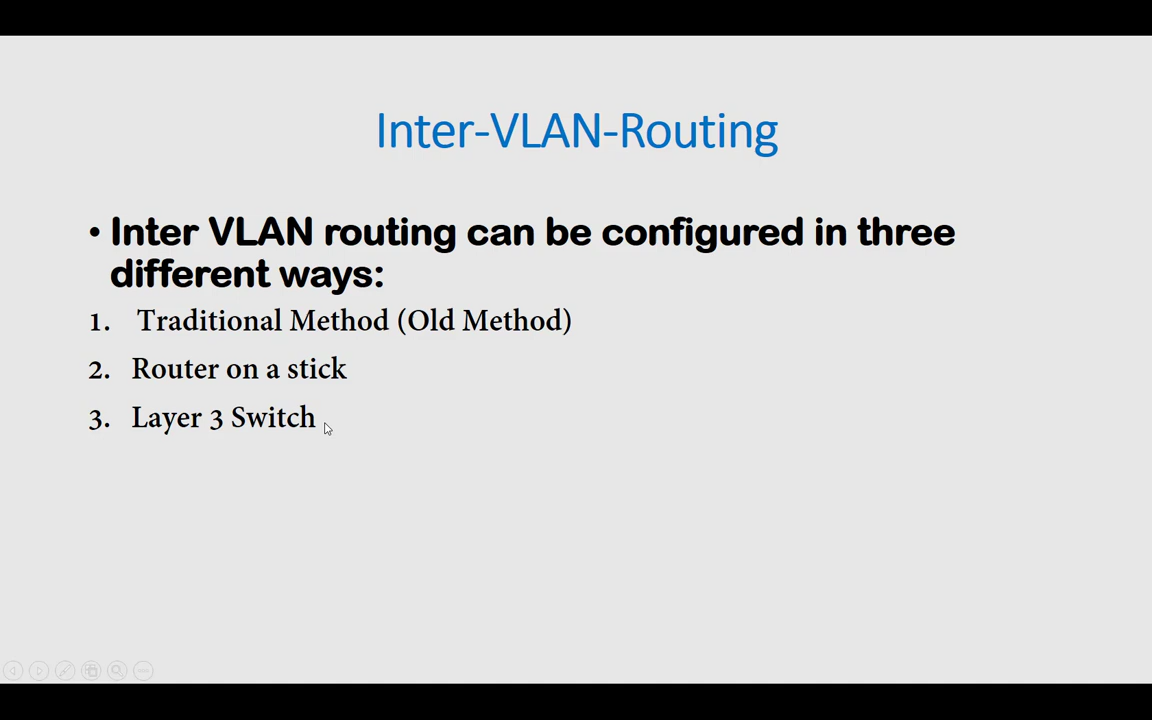 Inter-VLAN-Routing
• Inter VLAN routing can be configured in three
different ways:
1. Traditional Method (Old Method)
2. Router on a stick
3. Layer 3 Switch